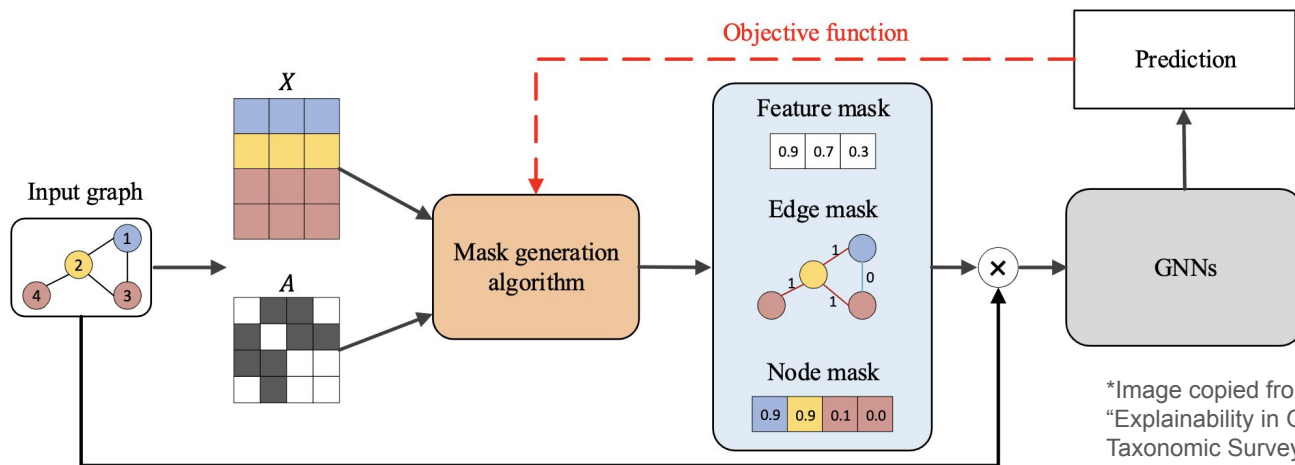 Objective function
Prediction
X
Feature mask
0.9 0.7 0.3
Input graph
1
2
4 3
Mask generation
algorithm
Edge mask
1
0
1
1
×
GNNs
A
Node mask
0.9 0.9 0.1 0.0
*Image copied fro
“Explainability in
Taxonomic Survey